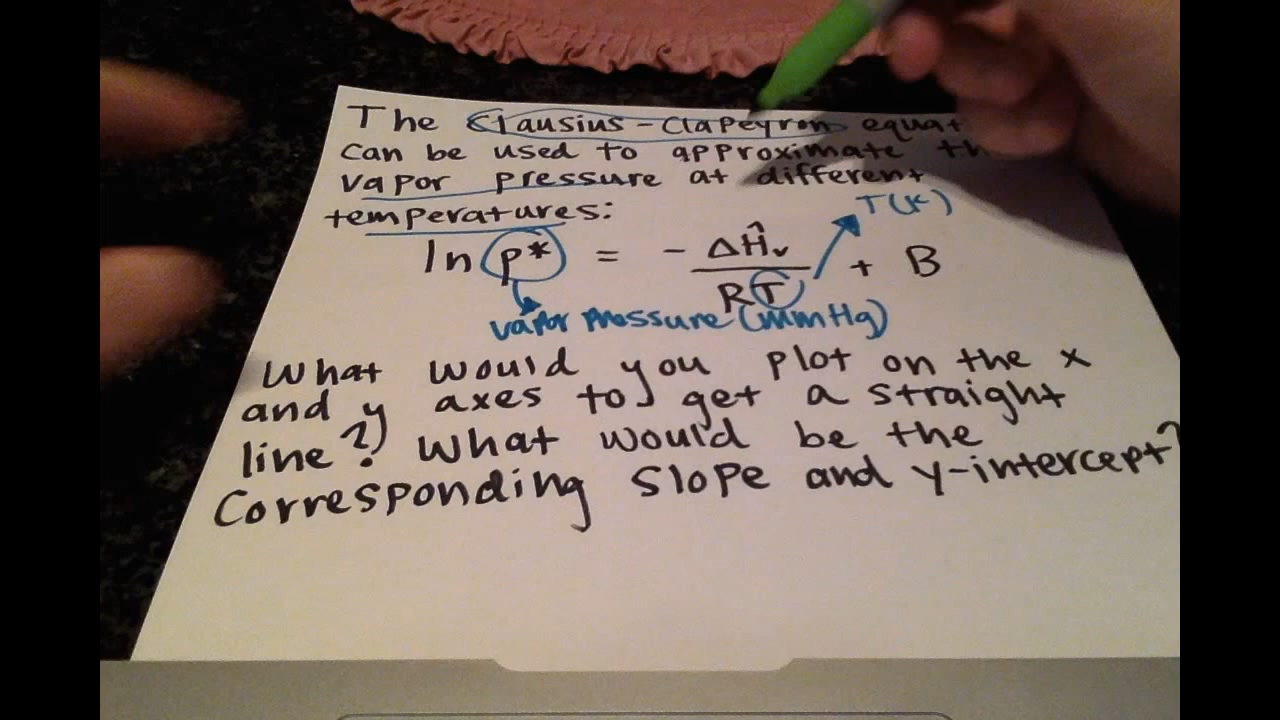 The Clausius-Clapeyron
can be used to approximate
vapor pressure at different
temperatures:
T(K)
ln p* = - ΔĤv / RT + B
vapor pressure (mmHg)
What would you plot on the x
and y axes to get a straight
line? What would be the
corresponding slope and y-intercept?